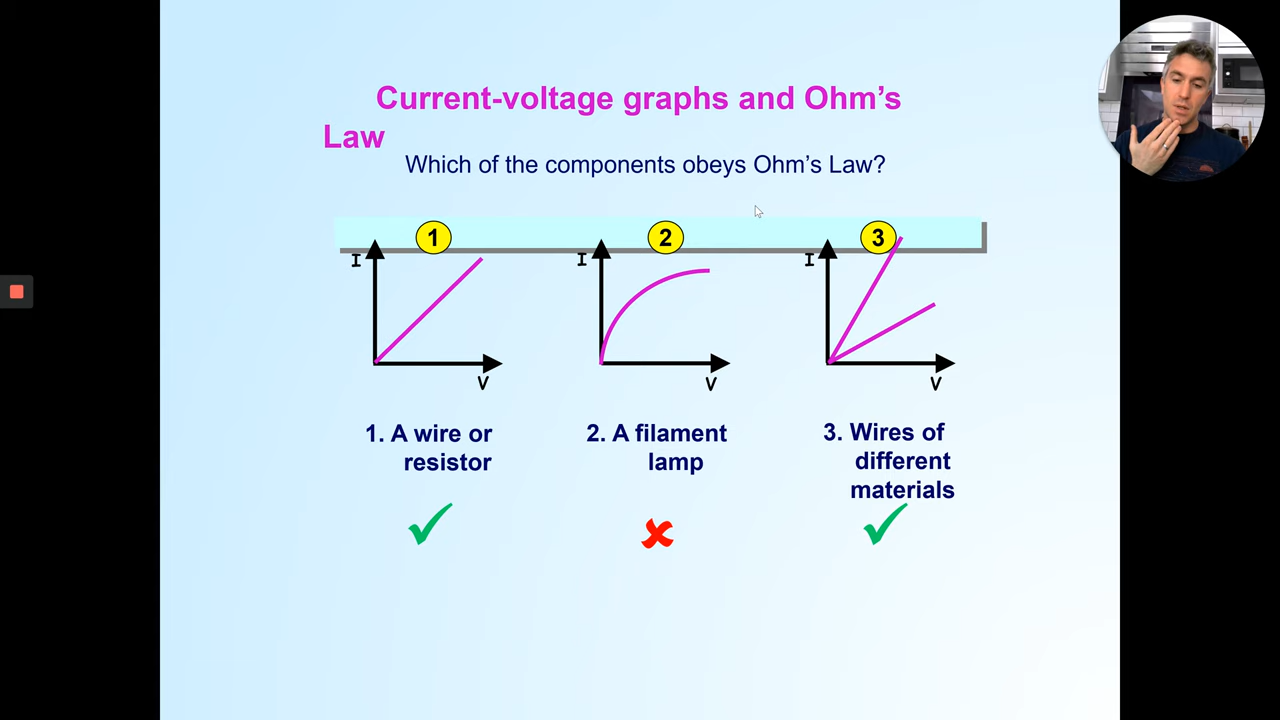 Current-voltage graphs and Ohm's
Law
Which of the components obeys Ohm's Law?
1
2
3
I
I
I
V
V
V
1. A wire or
resistor
2. A filament
lamp
3. Wires of
different
materials